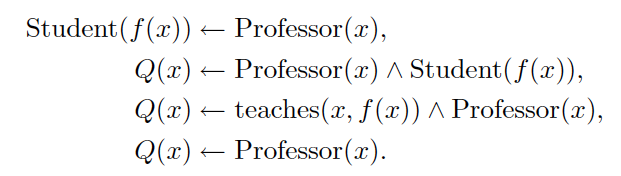 Student(f(x)) ← Professor(x),
Q(x) ← Professor(x) ∧ Student(f(x)),
Q(x) ← teaches(x, f(x)) ∧ Professor(x),
Q(x) ← Professor(x).